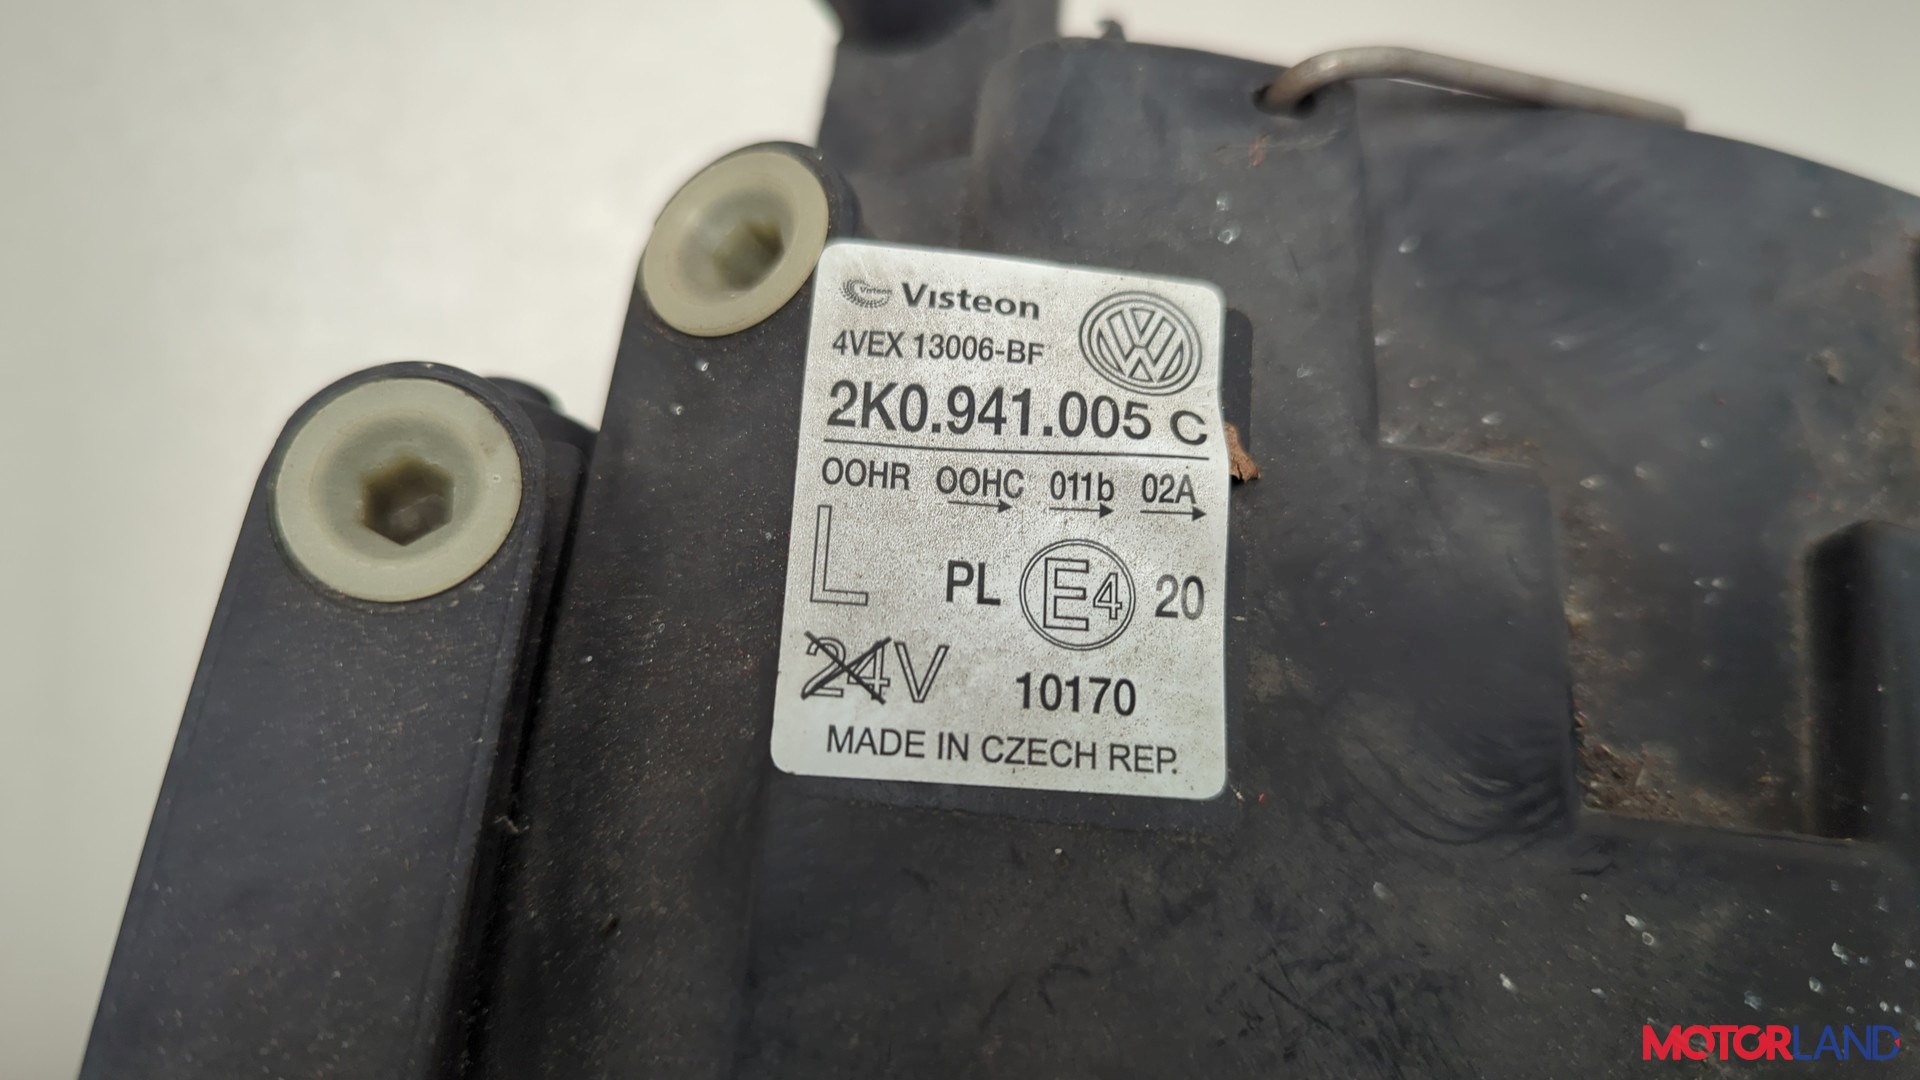 Visteon Visteon
4VEX 13006-BF
2K0.941.005 C
OOHR OOHC 011b 02A
L PL E4 20
24V 10170
MADE IN CZECH REP.
MOTORLAND